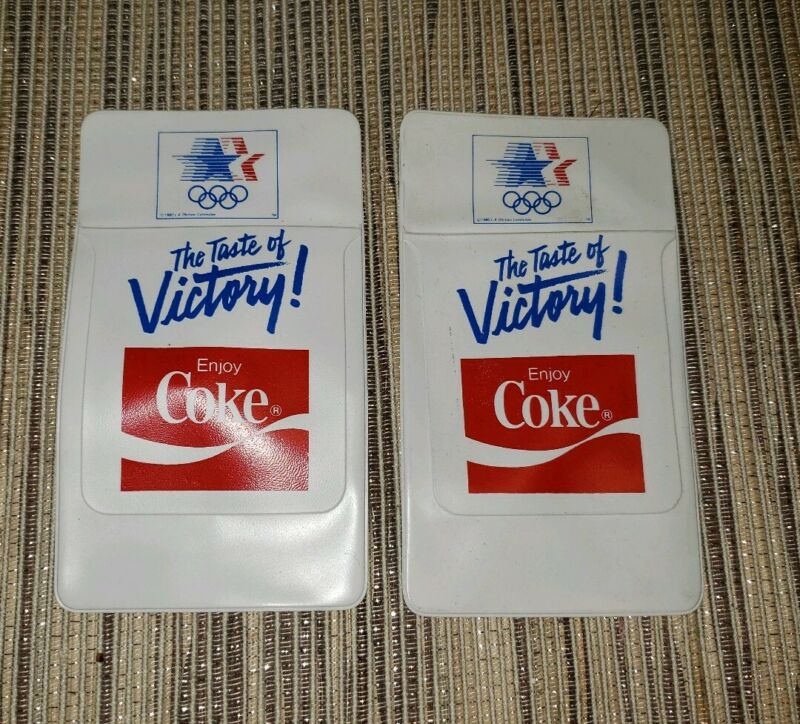 The Taste of
Victory!
Enjoy
Coke®
The Taste of
Victory!
Enjoy
Coke®